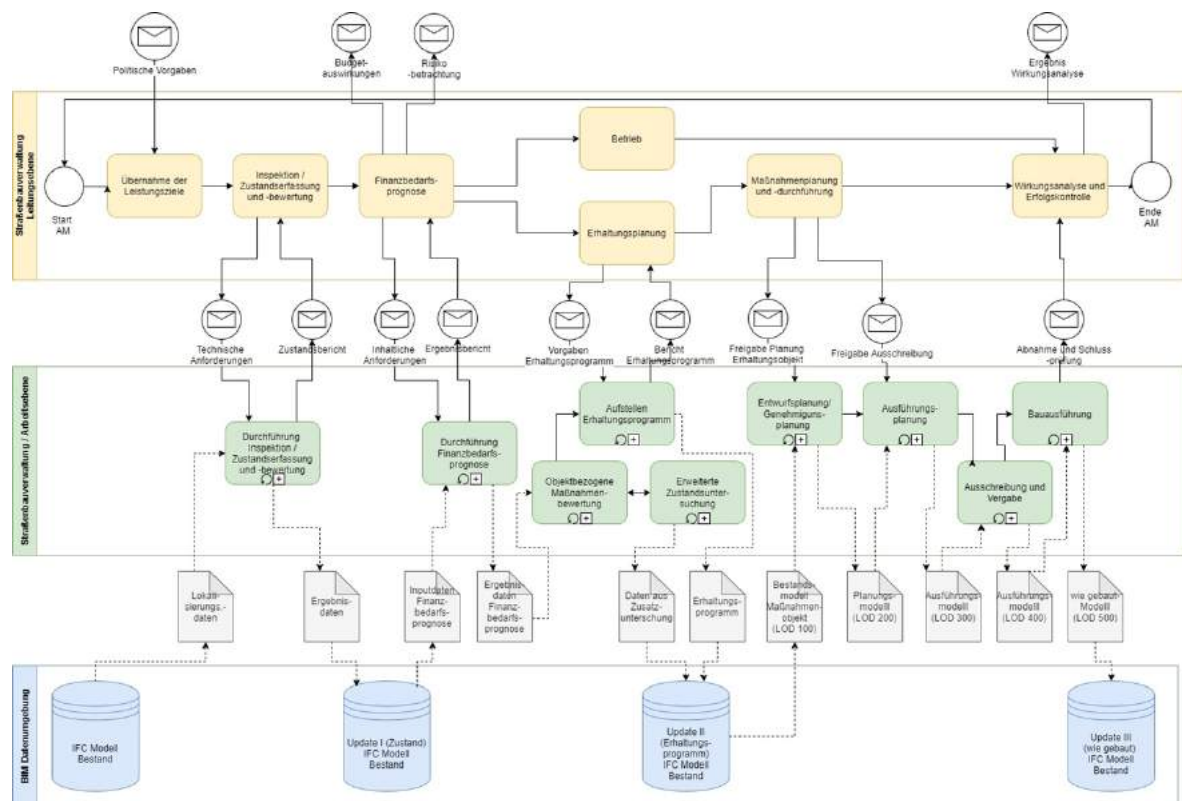 Politische Vorgaben
Budget-
auswirkungen
Risiko
-betrachtung
Ergebnis
Wirkungsanalyse
Straßenbauverwaltung
Leitungsebene
Start
AM
Übernahme der
Leistungsziele
Inspektion /
Zustandserfassung
und -bewertung
Finanzbedarfs-
prognose
Betrieb
Erhaltungsplanung
Maßnahmenplanung
und -durchführung
Wirkungsanalyse und
Erfolgskontrolle
Ende
AM
Technische
Anforderungen
Zustandsbericht
Inhaltliche
Anforderungen
Ergebnisbericht
Vorgaben
Erhaltungsprogramm
Bericht
Erhaltungsprogramm
Freigabe Planung
Erhaltungsobjekt
Freigabe Ausschreibung
Abnahme und Schluss
-prüfung
Straßenbauverwaltung / Arbeitsebene
Durchführung
Inspektion /
Zustandserfassung
und -bewertung
Durchführung
Finanzbedarfs-
prognose
Aufstellen
Erhaltungsprogramm
Objektbezogene
Maßnahmen-
bewertung
Erweiterte
Zustandsunter-
suchung
Entwurfsplanung/
Genehmiguns-
planung
Ausführungs-
planung
Ausschreibung und
Vergabe
Bauausführung
Lokali-
sierungs.-
daten
Ergebnis-
daten
Inputdaten
Finanz-
bedarfs-
prognose
Ergebnis-
daten
Finanz-
bedarfs-
prognose
Daten aus
Zusatz-
unterschung
Erhaltungs-
programm
Bestands-
modell
Maßnahmen-
objekt
(LOD 100)
Planungs-
modelll
(LOD 200)
Ausführungs-
modelll
(LOD 300)
Ausführungs-
modelll
(LOD 400)
wie gebaut-
Modelll
(LOD 500)
BIM Datenumgebung
IFC Modell
Bestand
Update I (Zustand)
IFC Modell
Bestand
Update II
(Erhaltungs-
programm)
IFC Modell
Bestand
Update III
(wie gebaut)
IFC Modell
Bestand